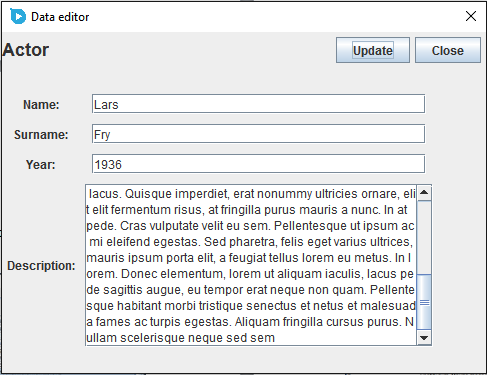 Data editor
Actor
Update
Close
Name:
Lars
Surname:
Fry
Year:
1936
Description:
lacus. Quisque imperdiet, erat nonummy ultricies ornare, eli
t elit fermentum risus, at fringilla purus mauris a nunc. In at
pede. Cras vulputate velit eu sem. Pellentesque ut ipsum ac
mi eleifend egestas. Sed pharetra, felis eget varius ultrices,
mauris ipsum porta elit, a feugiat tellus lorem eu metus. In l
orem. Donec elementum, lorem ut aliquam iaculis, lacus pe
de sagittis augue, eu tempor erat neque non quam. Pellente
sque habitant morbi tristique senectus et netus et malesuad
a fames ac turpis egestas. Aliquam fringilla cursus purus. N
ullam scelerisque neque sed sem